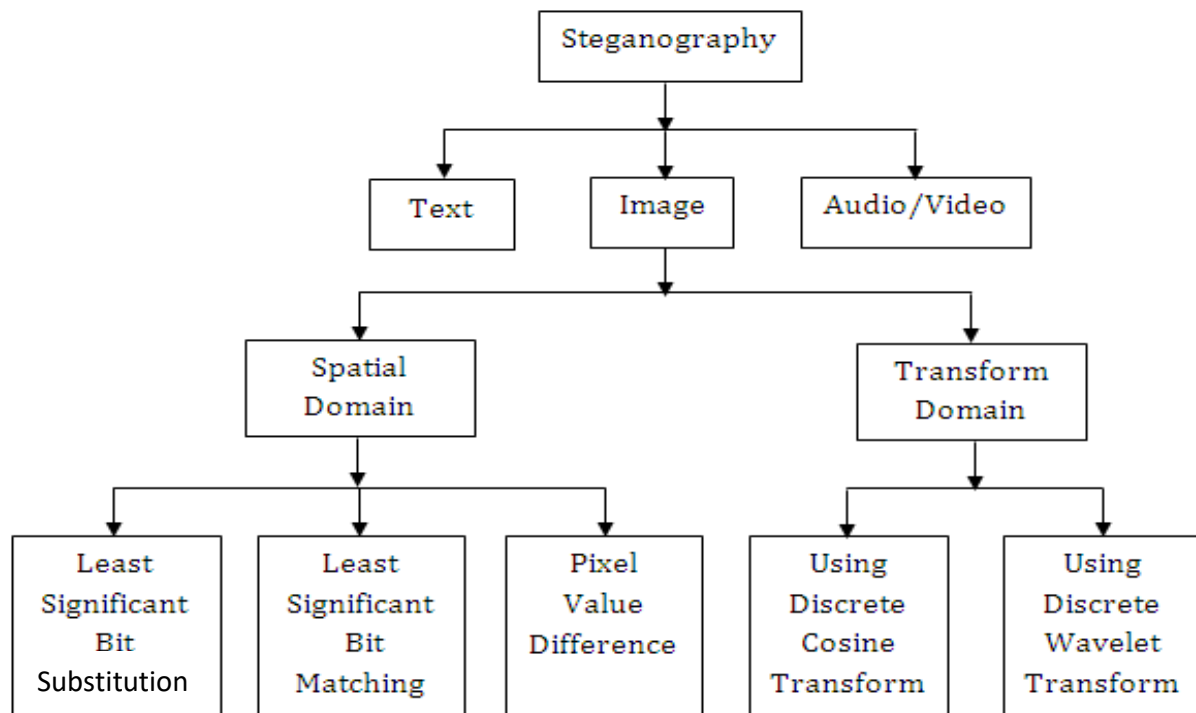 Steganography
Text
Image
Audio/Video
Spatial
Domain
Transform
Domain
Least
Significant
Bit
Substitution
Least
Significant
Bit
Matching
Pixel
Value
Difference
Using
Discrete
Cosine
Transform
Using
Discrete
Wavelet
Transform